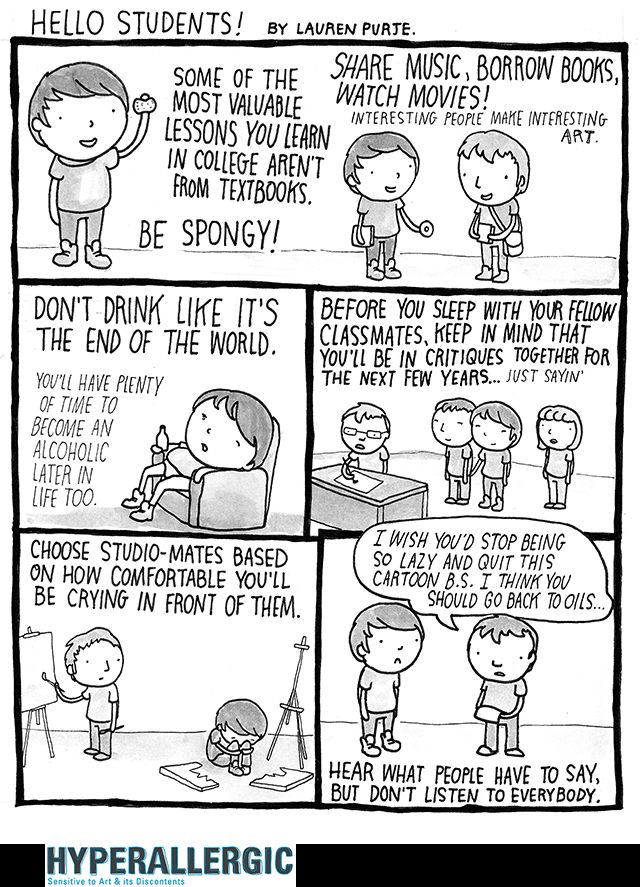 HELLO STUDENTS! BY LAUREN PURJE.
SOME OF THE
MOST VALUABLE
LESSONS YOU LEARN
IN COLLEGE AREN'T
FROM TEXTBOOKS.
BE SPONGY!
SHARE MUSIC, BORROW BOOKS,
WATCH MOVIES!
INTERESTING PEOPLE MAKE INTERESTING
ART.
DON'T DRINK LIKE IT'S
THE END OF THE WORLD.
YOU'LL HAVE PLENTY
OF TIME TO
BECOME AN
ALCOHOLIC
LATER IN
LIFE TOO.
BEFORE YOU SLEEP WITH YOUR FELLOW
CLASSMATES, KEEP IN MIND THAT
YOU'LL BE IN CRITIQUES TOGETHER FOR
THE NEXT FEW YEARS... JUST SAYIN'
CHOOSE STUDIO-MATES BASED
ON HOW COMFORTABLE YOU'LL
BE CRYING IN FRONT OF THEM.
I WISH YOU'D STOP BEING
SO LAZY AND QUIT THIS
CARTOON B.S. I THINK YOU
SHOULD GO BACK TO OILS...
HEAR WHAT PEOPLE HAVE TO SAY,
BUT DON'T LISTEN TO EVERYBODY.
HYPERALLERGIC
Sensitive to Art & its Discontents